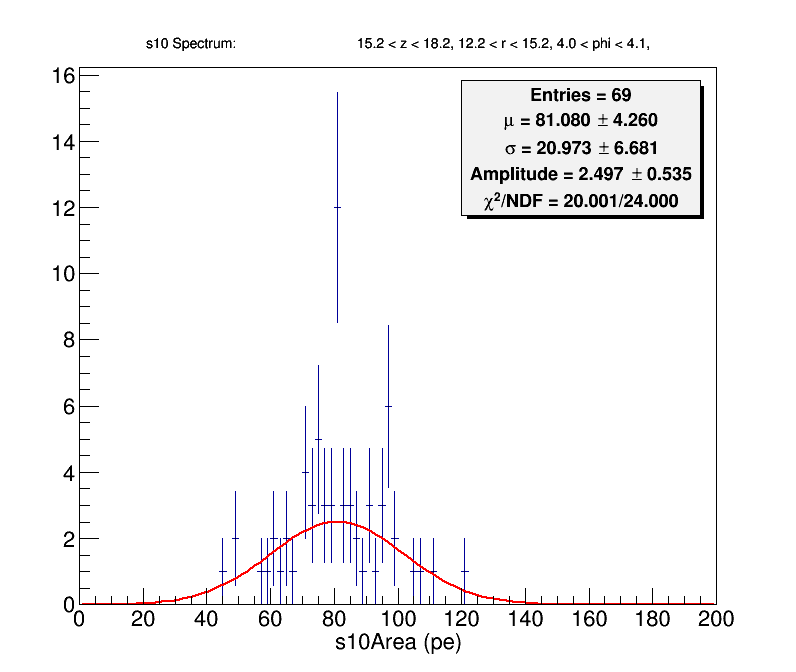 s10 Spectrum: 15.2 < z < 18.2, 12.2 < r < 15.2, 4.0 < phi < 4.1,
Entries = 69
μ = 81.080 ± 4.260
σ = 20.973 ± 6.681
Amplitude = 2.497 ± 0.535
χ²/NDF = 20.001/24.000
16
14
12
10
8
6
4
2
0
0 20 40 60 80 100 120 140 160 180 200
s10Area (pe)